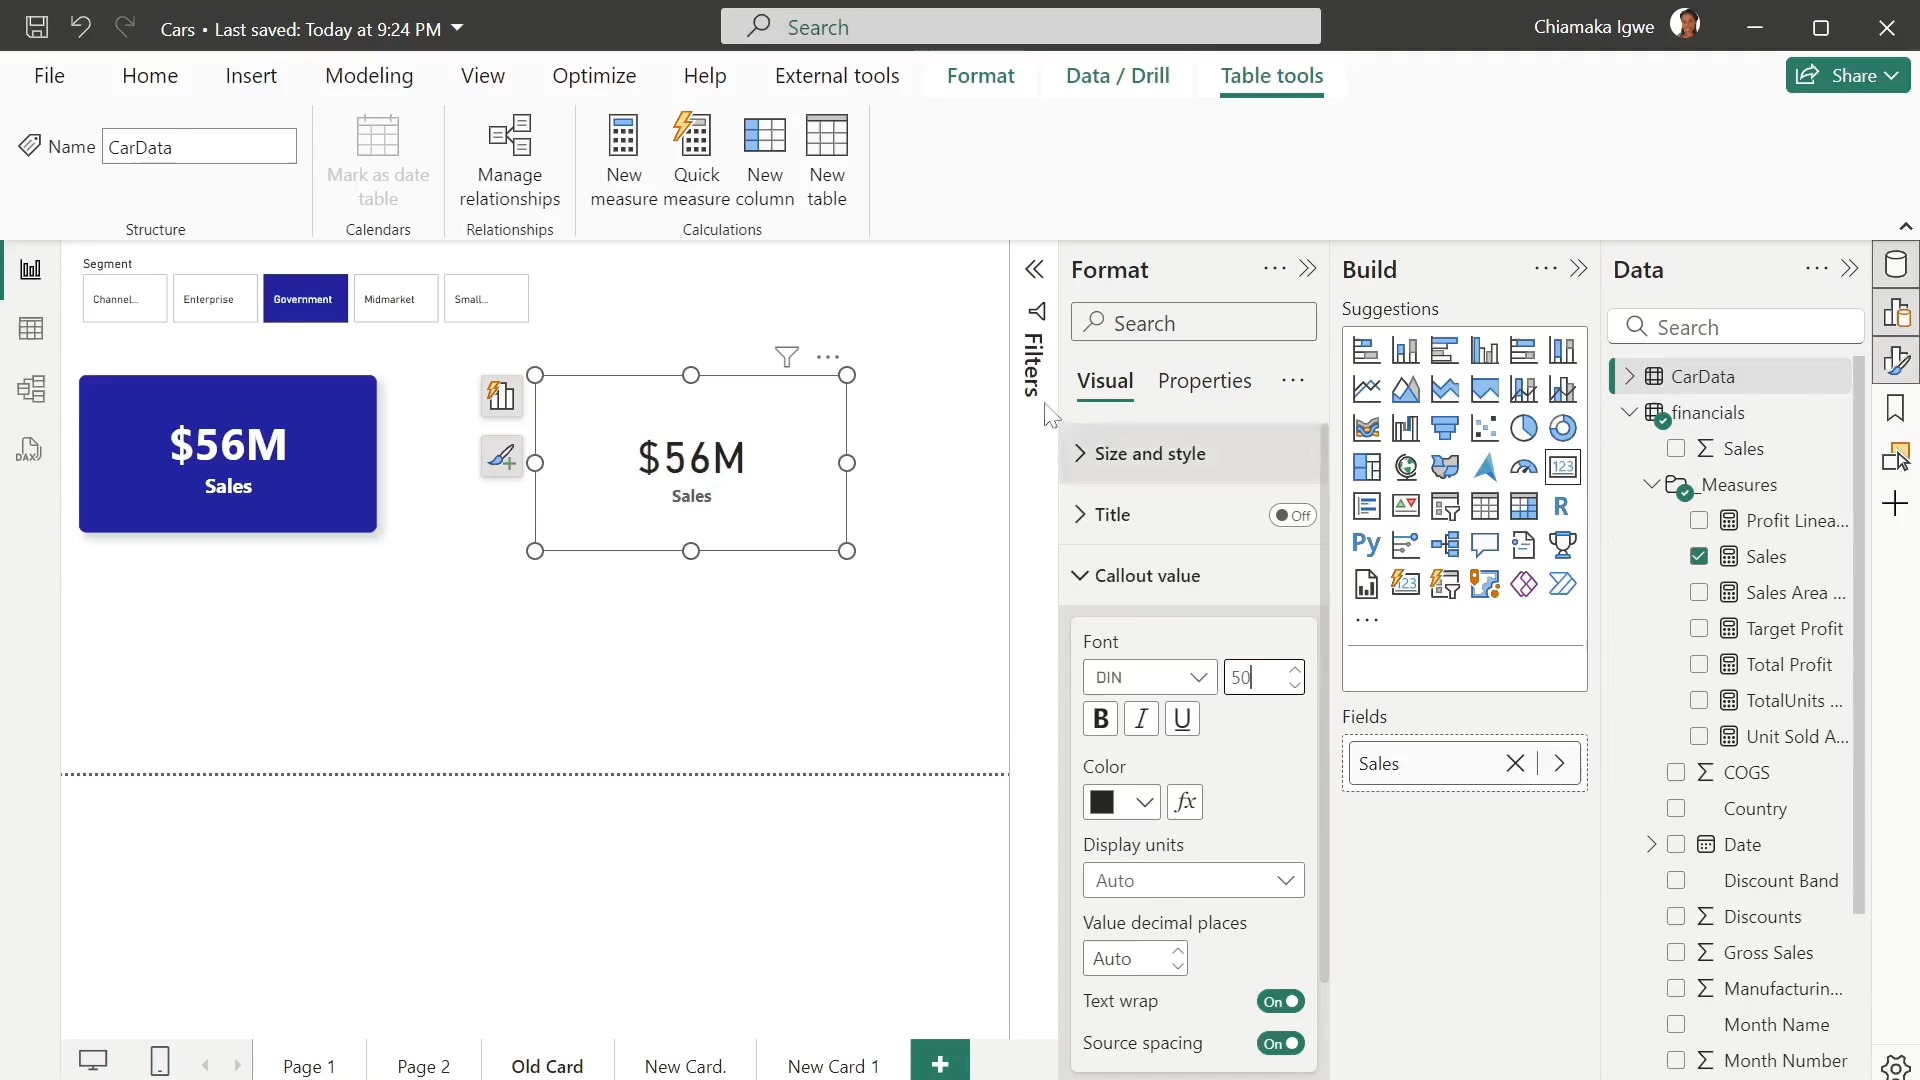 Cars • Last saved: Today at 9:24 PM
Search
Chiamaka Igwe
File
Home
Insert
Modeling
View
Optimize
Help
External tools
Format
Data / Drill
Table tools
Share
Name
CarData
Mark as date
table
Manage
relationships
New
measure
Quick
measure
New
column
New
table
Structure
Calendars
Relationships
Calculations
Segment
Channel...
Enterprise
Government
Midmarket
Small...
$56M
Sales
$56M
Sales
Filters
Format
Search
Visual
Properties
Size and style
Title
Off
Callout value
Font
DIN
50
B
I
U
Color
fx
Display units
Auto
Value decimal places
Auto
Text wrap
On
Source spacing
On
Build
Suggestions
123
R
Py
123
Fields
Sales
Data
Search
CarData
financials
Sales
_Measures
Profit Linea...
Sales
Sales Area ...
Target Profit
Total Profit
TotalUnits ...
Unit Sold A...
COGS
Country
Date
Discount Band
Discounts
Gross Sales
Manufacturin...
Month Name
Month Number
DAX
Page 1
Page 2
Old Card
New Card.
New Card 1